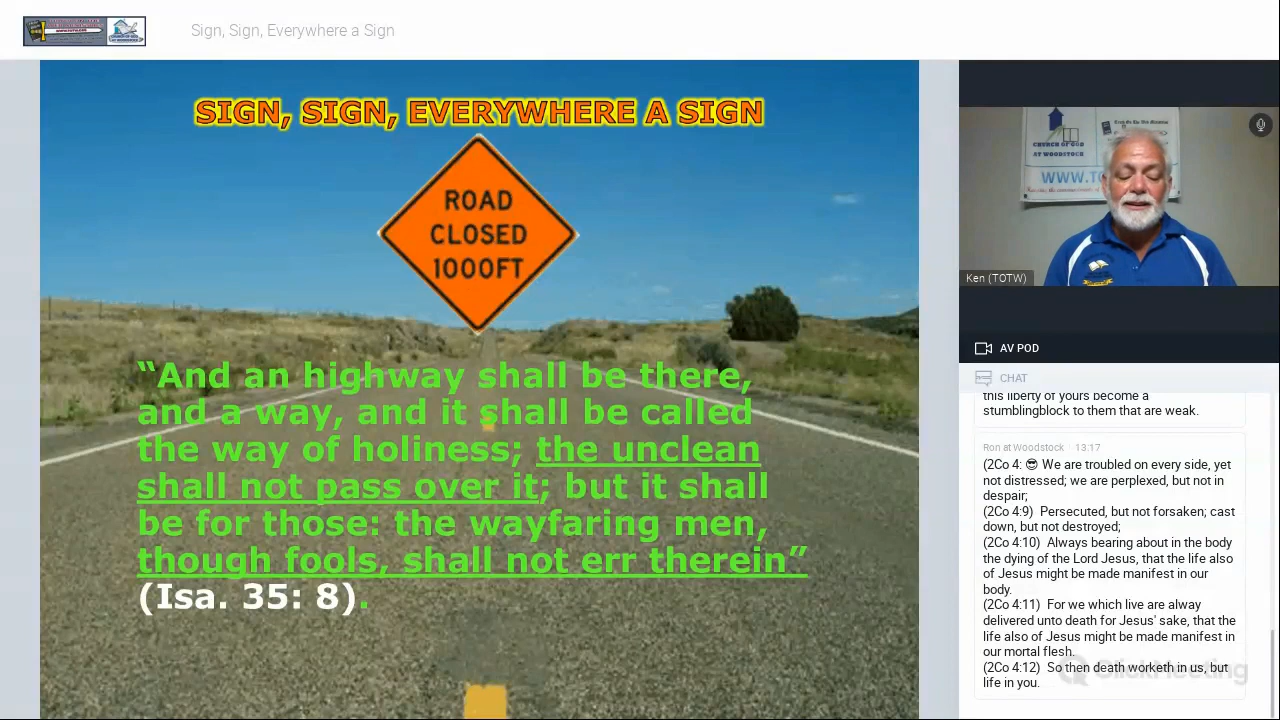 Sign, Sign, Everywhere a Sign
SIGN, SIGN, EVERYWHERE A SIGN
ROAD
CLOSED
1000FT
“And an highway shall be there,
and a way, and it shall be called
the way of holiness; the unclean
shall not pass over it; but it shall
be for those: the wayfaring men,
though fools, shall not err therein”
(Isa. 35: 8).
CHURCH OF GOD
AT WOODSTOCK
Ken (TOTW)
AV POD
CHAT
this liberty of yours become a
stumblingblock to them that are weak.
Ron at Woodstock · 13:17
(2Co 4: 😎 We are troubled on every side, yet
not distressed; we are perplexed, but not in
despair;
(2Co 4:9)  Persecuted, but not forsaken; cast
down, but not destroyed;
(2Co 4:10)  Always bearing about in the body
the dying of the Lord Jesus, that the life also
of Jesus might be made manifest in our
body.
(2Co 4:11)  For we which live are alway
delivered unto death for Jesus' sake, that the
life also of Jesus might be made manifest in
our mortal flesh.
(2Co 4:12)  So then death worketh in us, but
life in you.
ClickMeeting